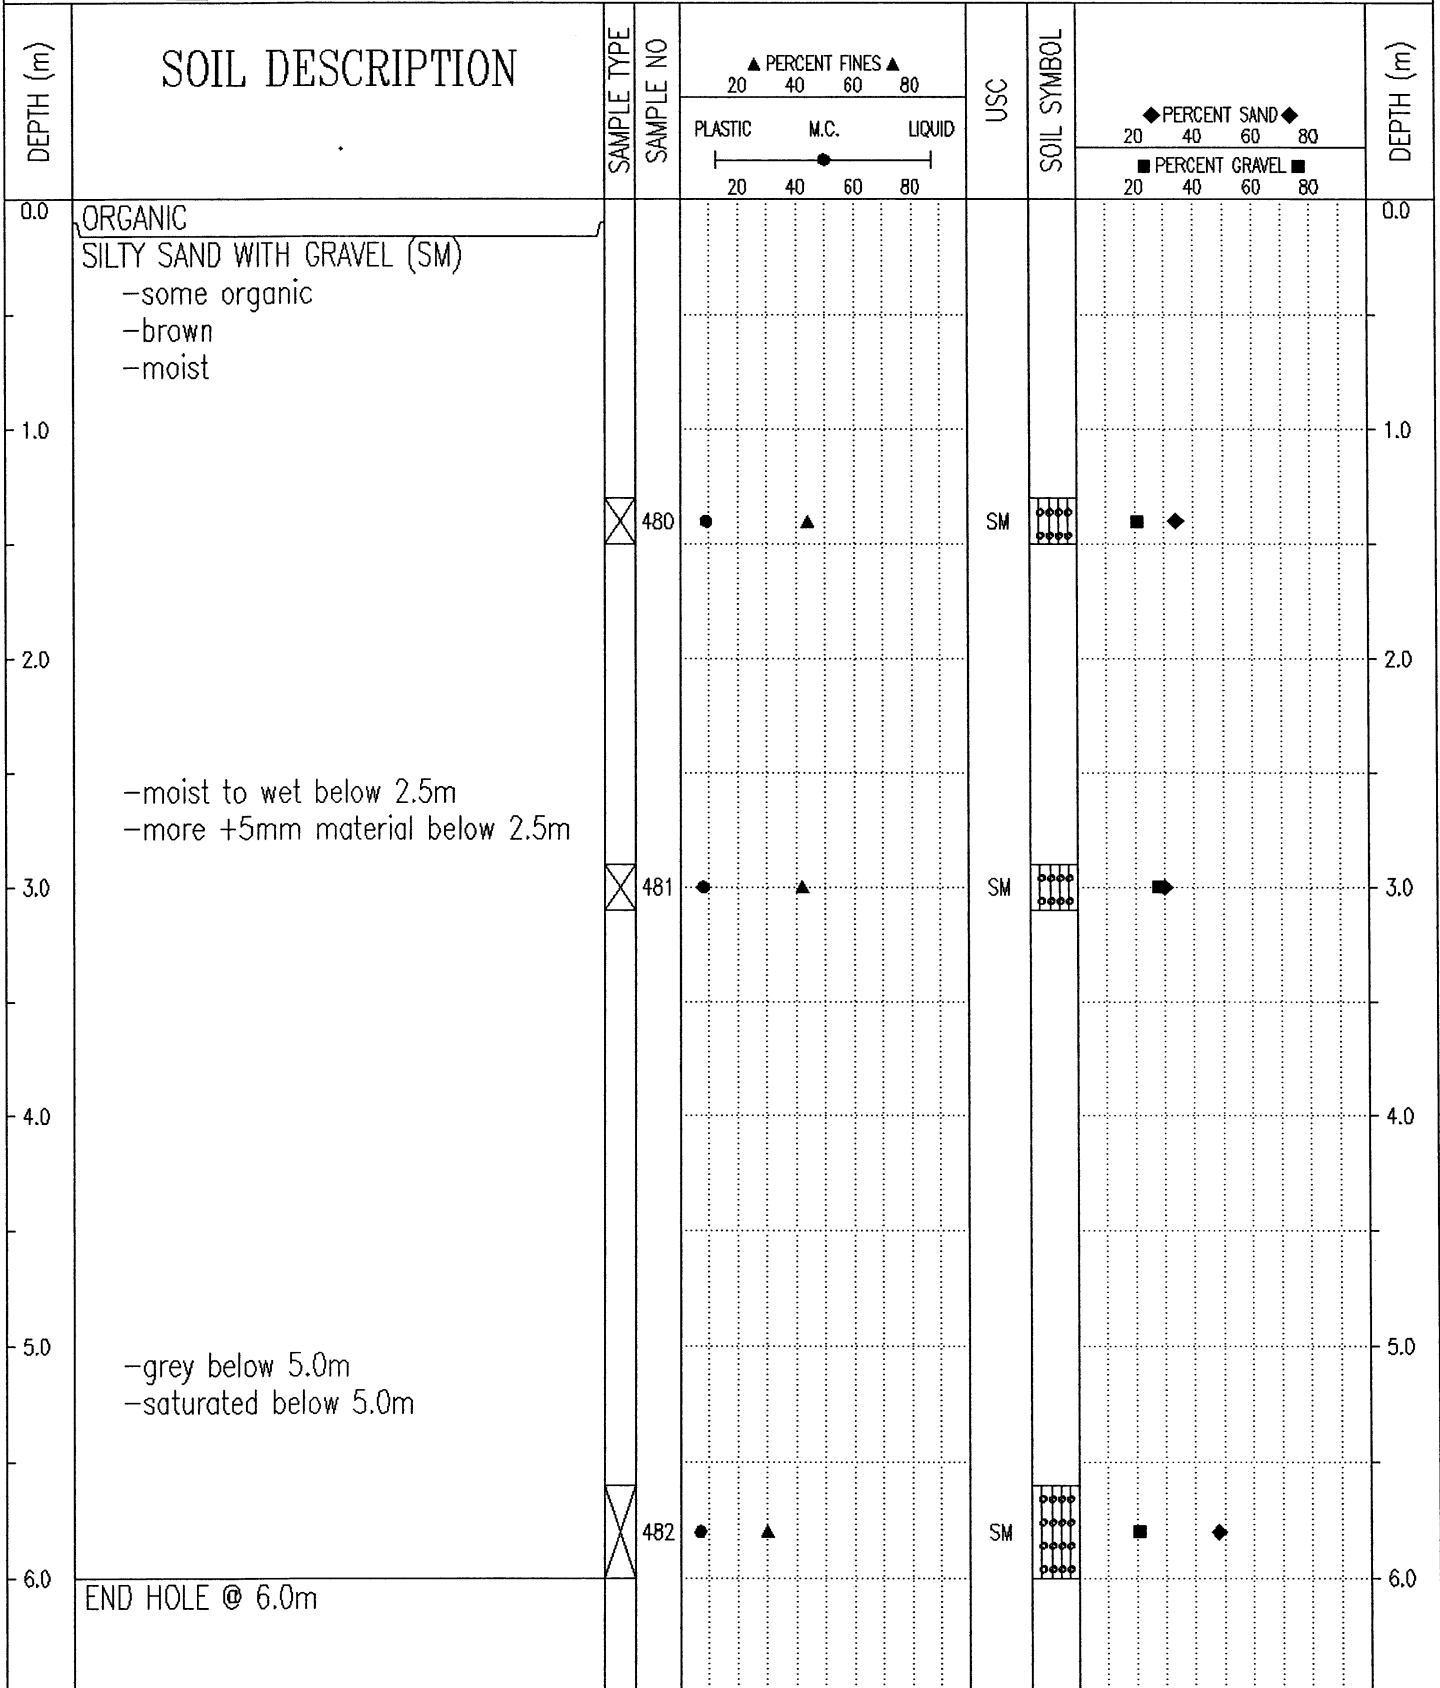 DEPTH (m)
SOIL DESCRIPTION
SAMPLE TYPE
SAMPLE NO
▲ PERCENT FINES ▲
20 40 60 80
PLASTIC M.C. LIQUID
20 40 60 80
USC
SOIL SYMBOL
◆ PERCENT SAND ◆
20 40 60 80
■ PERCENT GRAVEL ■
20 40 60 80
DEPTH (m)
0.0 ORGANIC 0.0
SILTY SAND WITH GRAVEL (SM)
-some organic
-brown
-moist
1.0 1.0
480 SM
2.0 2.0
-moist to wet below 2.5m
-more +5mm material below 2.5m
3.0 481 SM 3.0
4.0 4.0
5.0 5.0
-grey below 5.0m
-saturated below 5.0m
482 SM
6.0 6.0
END HOLE @ 6.0m